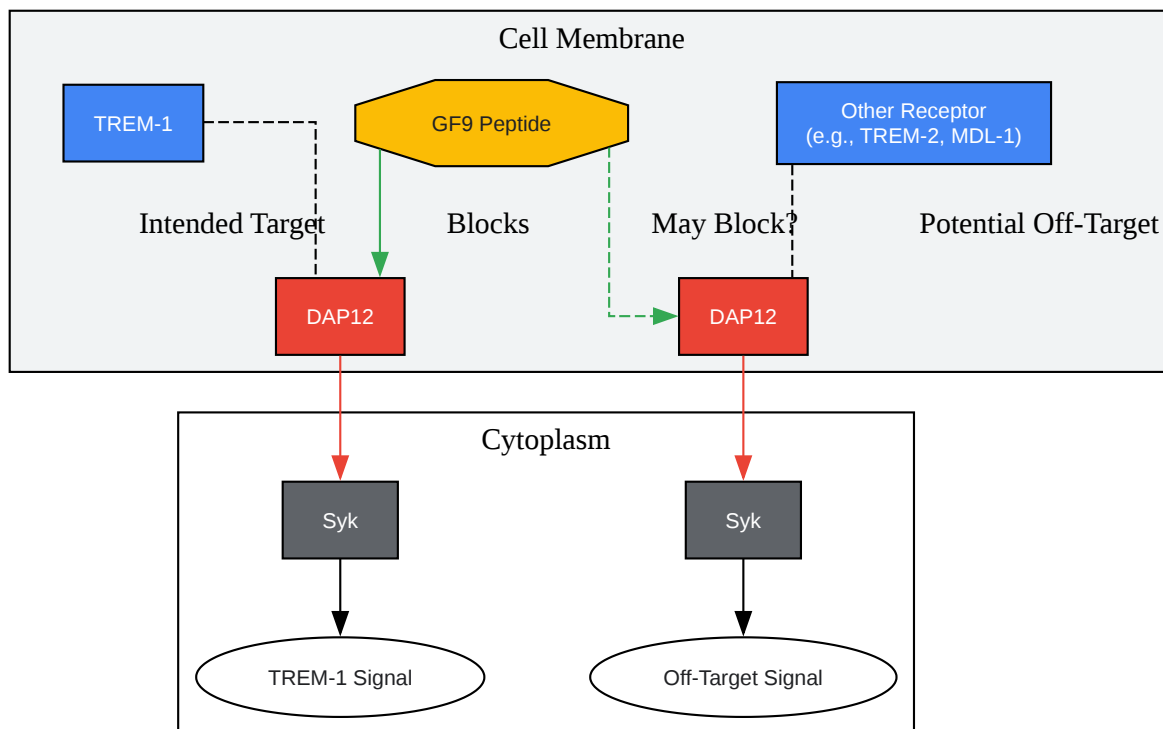 Cell Membrane
TREM-1
GF9 Peptide
Other Receptor
(e.g., TREM-2, MDL-1)
Intended Target
Blocks
May Block?
Potential Off-Target
DAP12
DAP12
Cytoplasm
Syk
Syk
TREM-1 Signal
Off-Target Signal